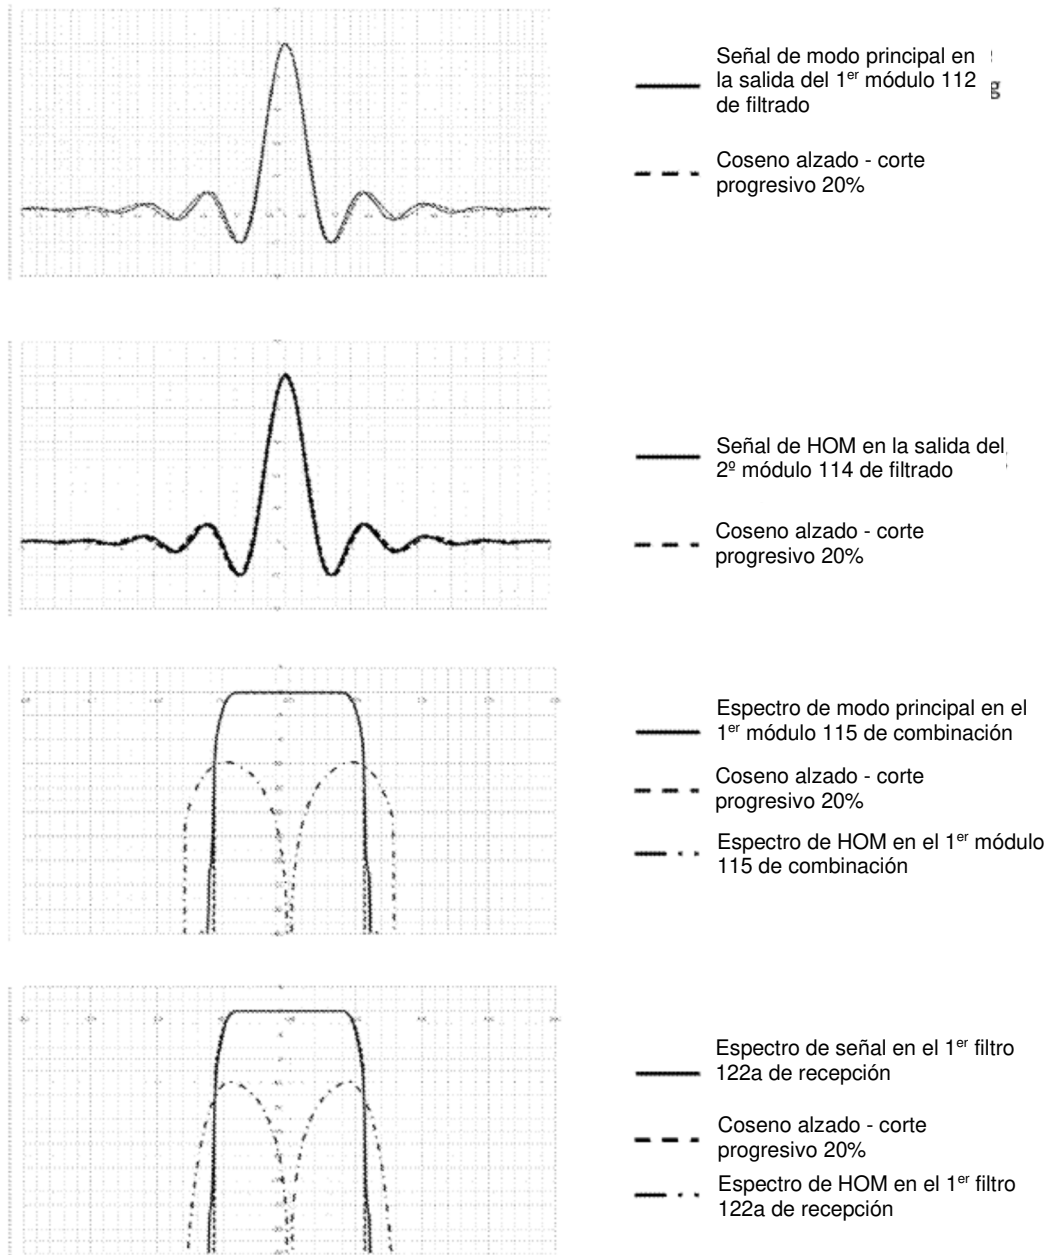 Señal de modo principal en
la salida del 1er módulo 112
de filtrado
g
Coseno alzado - corte
progresivo 20%
Señal de HOM en la salida del
2º módulo 114 de filtrado
Coseno alzado - corte
progresivo 20%
Espectro de modo principal en el
1er módulo 115 de combinación
Coseno alzado - corte
progresivo 20%
Espectro de HOM en el 1er módulo
115 de combinación
Espectro de señal en el 1er filtro
122a de recepción
Coseno alzado - corte
progresivo 20%
Espectro de HOM en el 1er filtro
122a de recepción